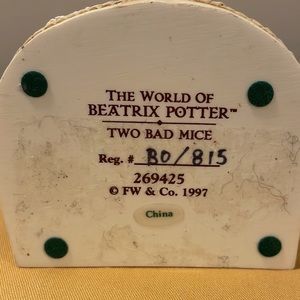 THE WORLD OF
BEATRIX POTTER™
TWO BAD MICE
Reg. # BO/815
269425
© FW & Co. 1997
China